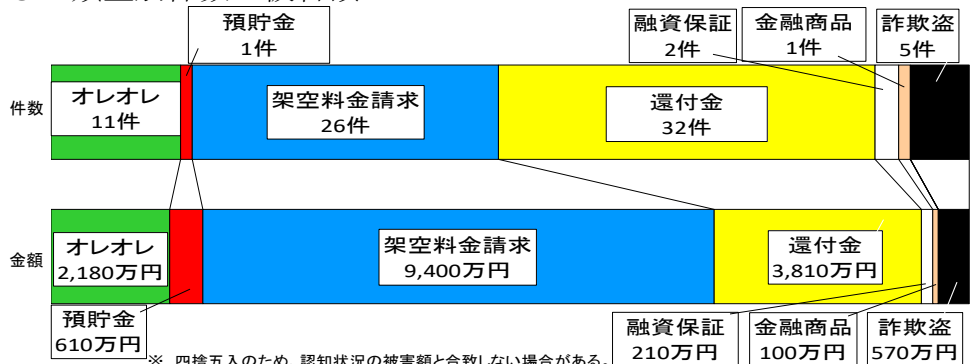 預貯金
1件
融資保証
2件
金融商品
1件
詐欺盗
5件
件数
オレオレ
11件
架空料金請求
26件
還付金
32件
金額
オレオレ
2,180万円
架空料金請求
9,400万円
還付金
3,810万円
預貯金
610万円
融資保証
210万円
金融商品
100万円
詐欺盗
570万円
※ 四捨五入のため、認知状況の被害額と合致しない場合がある。